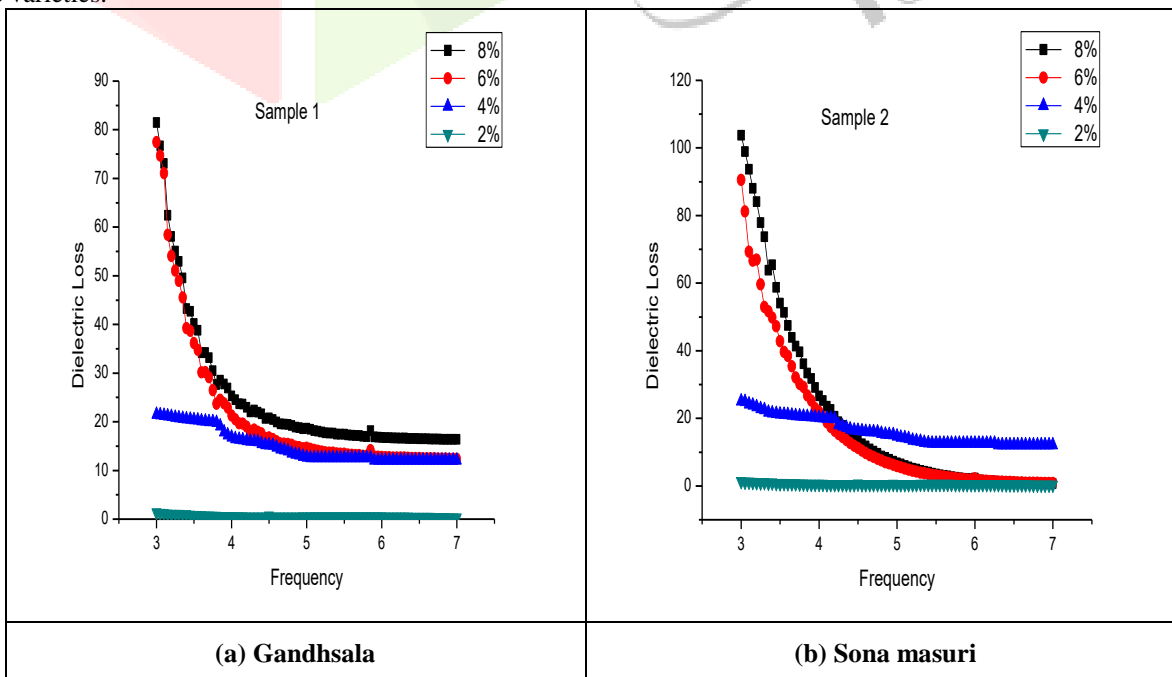 varieties.
8%
6%
4%
2%
Sample 1
90
80
70
60
50
40
30
20
10
0
3 4 5 6 7
Dielectric Loss
Frequency
8%
6%
4%
2%
Sample 2
120
100
80
60
40
20
0
3 4 5 6 7
Dielectric Loss
Frequency
(a) Gandhsala
(b) Sona masuri